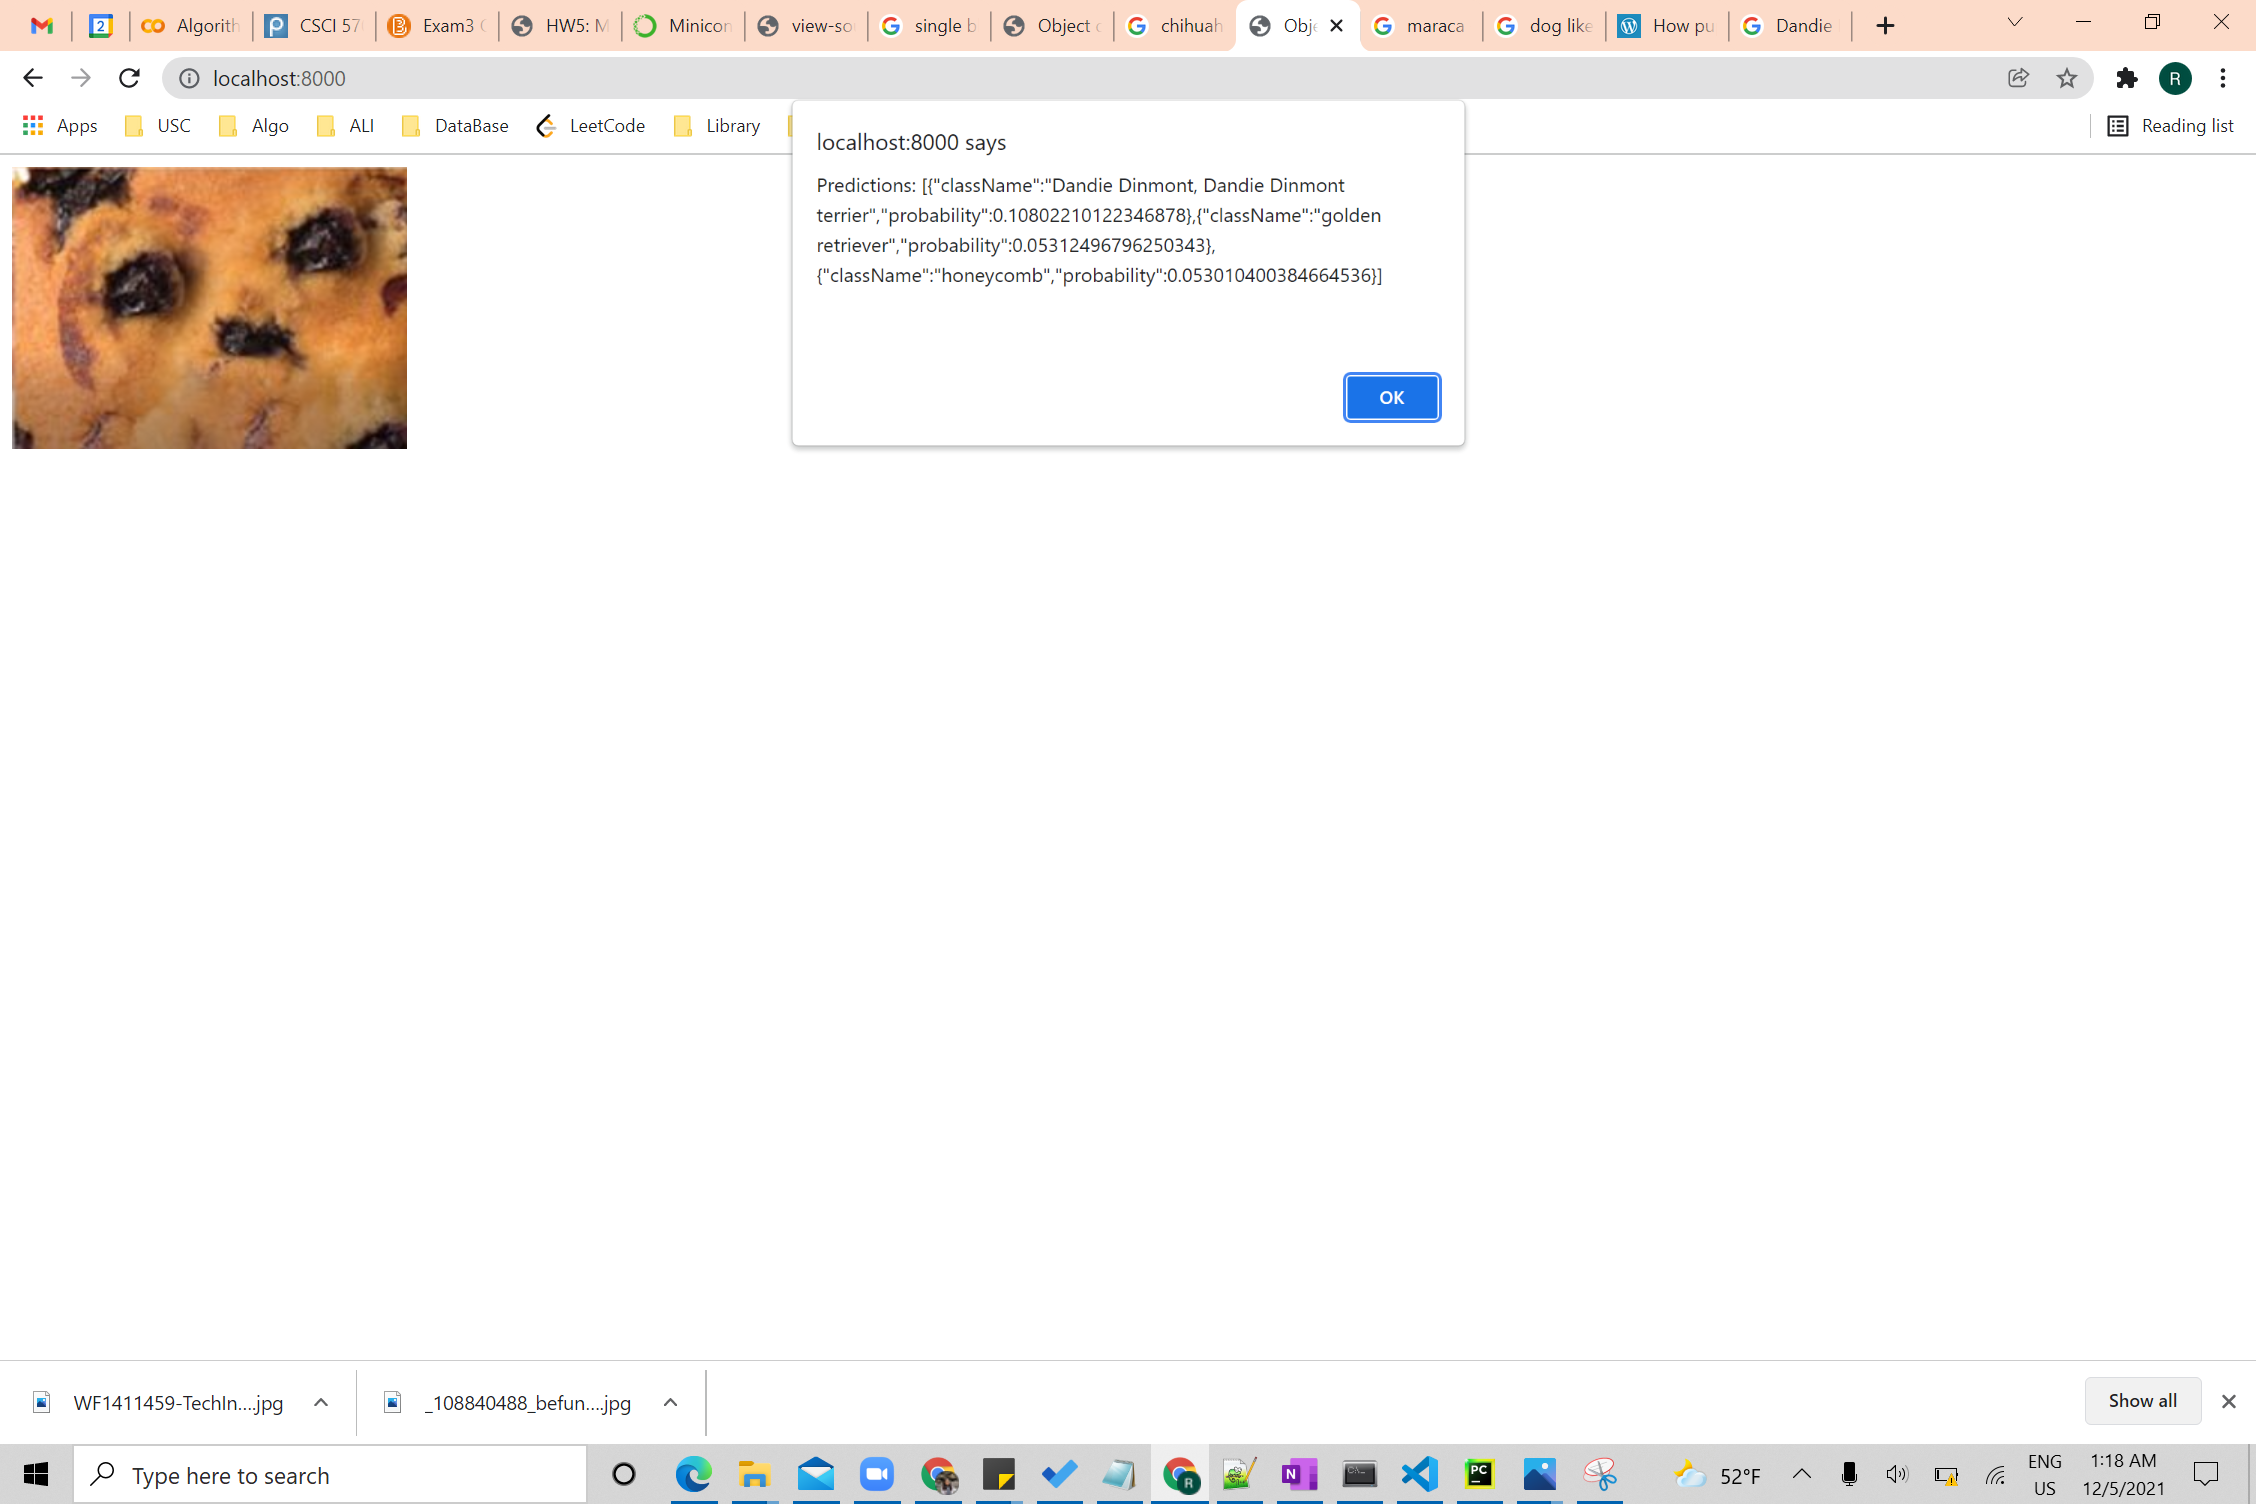 2 Algorith CSCI 57 Exam3 HW5: M Minicon view-so single b Object c chihuah Obje maraca dog like How pu Dandie
localhost:8000 R
Apps USC Algo ALI DataBase LeetCode Library Reading list
localhost:8000 says
Predictions: [{"className":"Dandie Dinmont, Dandie Dinmont
terrier","probability":0.10802210122346878},{"className":"golden
retriever","probability":0.05312496796250343},
{"className":"honeycomb","probability":0.053010400384664536}]
OK
WF1411459-TechIn....jpg _108840488_befun....jpg Show all
Type here to search 52°F ENG 1:18 AM
US 12/5/2021